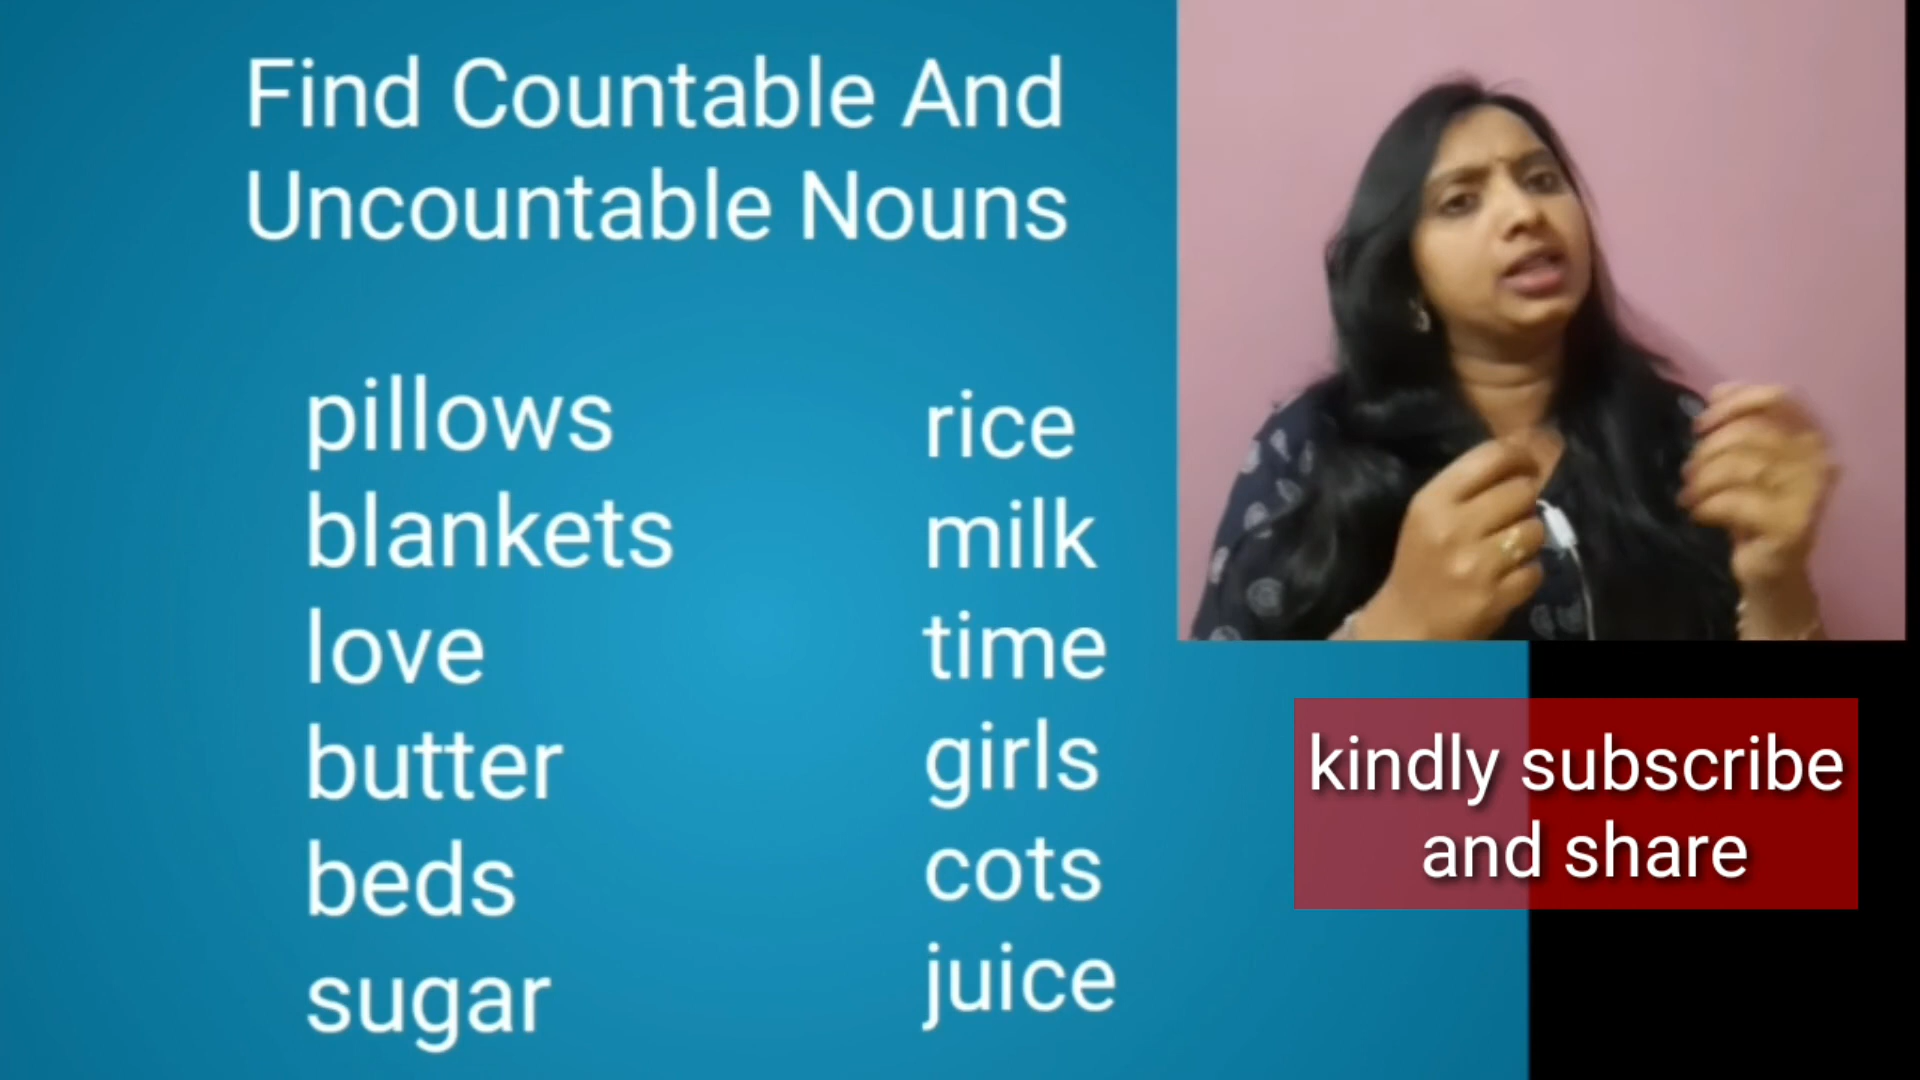 Find Countable And
Uncountable Nouns
pillows
blankets
love
butter
beds
sugar
rice
milk
time
girls
cots
juice
kindly subscribe
and share